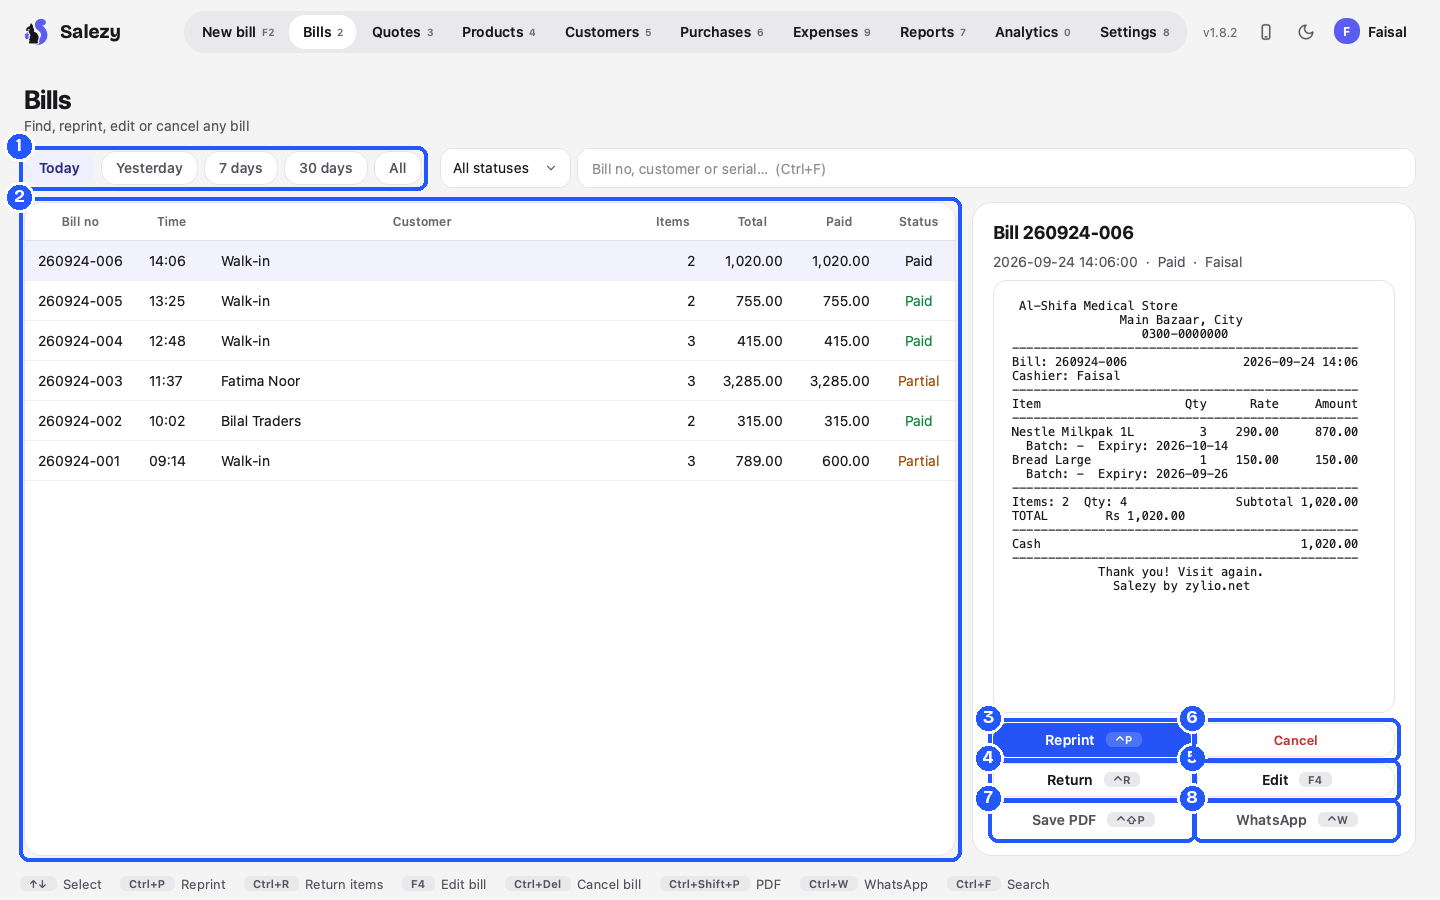 Salezy
New bill F2 Bills 2 Quotes 3 Products 4 Customers 5 Purchases 6 Expenses 9 Reports 7 Analytics 0 Settings 8 v1.8.2 F Faisal
Bills
Find, reprint, edit or cancel any bill
1
Today Yesterday 7 days 30 days All All statuses Bill no, customer or serial... (Ctrl+F)
2
Bill no Time Customer Items Total Paid Status
260924-006 14:06 Walk-in 2 1,020.00 1,020.00 Paid
260924-005 13:25 Walk-in 2 755.00 755.00 Paid
260924-004 12:48 Walk-in 3 415.00 415.00 Paid
260924-003 11:37 Fatima Noor 3 3,285.00 3,285.00 Partial
260924-002 10:02 Bilal Traders 2 315.00 315.00 Paid
260924-001 09:14 Walk-in 3 789.00 600.00 Partial
Bill 260924-006
2026-09-24 14:06:00 · Paid · Faisal
Al-Shifa Medical Store
Main Bazaar, City
0300-0000000
Bill: 260924-006 2026-09-24 14:06
Cashier: Faisal
Item Qty Rate Amount
Nestle Milkpak 1L 3 290.00 870.00
Batch: - Expiry: 2026-10-14
Bread Large 1 150.00 150.00
Batch: - Expiry: 2026-09-26
Items: 2 Qty: 4 Subtotal 1,020.00
TOTAL Rs 1,020.00
Cash 1,020.00
Thank you! Visit again.
Salezy by zylio.net
3 6
Reprint ^P Cancel
4 5
Return ^R Edit F4
7 8
Save PDF ^⇧P WhatsApp ^W
↑↓ Select Ctrl+P Reprint Ctrl+R Return items F4 Edit bill Ctrl+Del Cancel bill Ctrl+Shift+P PDF Ctrl+W WhatsApp Ctrl+F Search